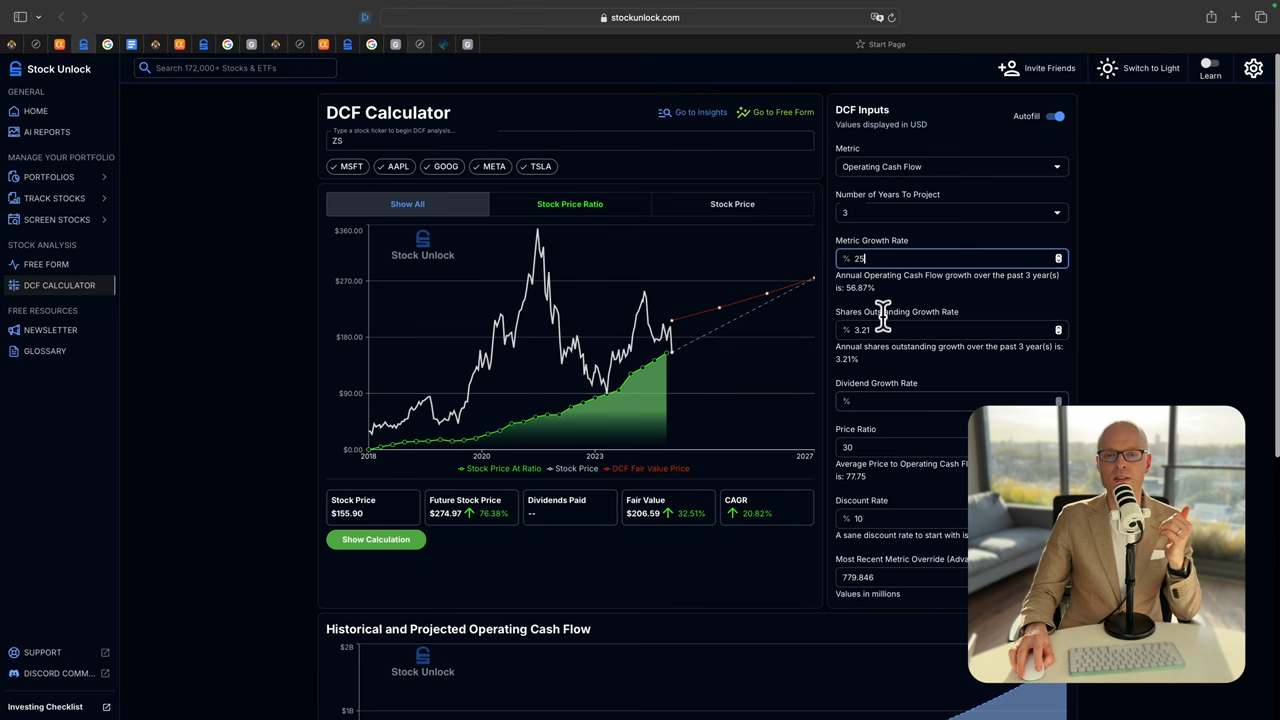 stockunlock.com
Start Page
Stock Unlock
Search 172,000+ Stocks & ETFs
Invite Friends
Switch to Light
Learn
GENERAL
HOME
AI REPORTS
MANAGE YOUR PORTFOLIO
PORTFOLIOS
TRACK STOCKS
SCREEN STOCKS
STOCK ANALYSIS
FREE FORM
DCF CALCULATOR
FREE RESOURCES
NEWSLETTER
GLOSSARY
SUPPORT
DISCORD COMM...
Investing Checklist
DCF Calculator
Go to Insights
Go to Free Form
Type a stock ticker to begin DCF analysis...
ZS
MSFT
AAPL
GOOG
META
TSLA
Show All
Stock Price Ratio
Stock Price
Stock Unlock
$360.00
$270.00
$180.00
$90.00
$0.00
2018
2020
2023
2027
Stock Price At Ratio
Stock Price
DCF Fair Value Price
Stock Price
$155.90
Future Stock Price
$274.97 76.38%
Dividends Paid
--
Fair Value
$206.59 32.51%
CAGR
20.82%
Show Calculation
Historical and Projected Operating Cash Flow
$2B
Stock Unlock
$1B
DCF Inputs
Values displayed in USD
Autofill
Metric
Operating Cash Flow
Number of Years To Project
3
Metric Growth Rate
% 25
Annual Operating Cash Flow growth over the past 3 year(s)
is: 56.87%
Shares Outstanding Growth Rate
% 3.21
Annual shares outstanding growth over the past 3 year(s) is:
3.21%
Dividend Growth Rate
%
Price Ratio
30
Average Price to Operating Cash Fl
is: 77.75
Discount Rate
% 10
A sane discount rate to start with is
Most Recent Metric Override (Adva
779.846
Values in millions